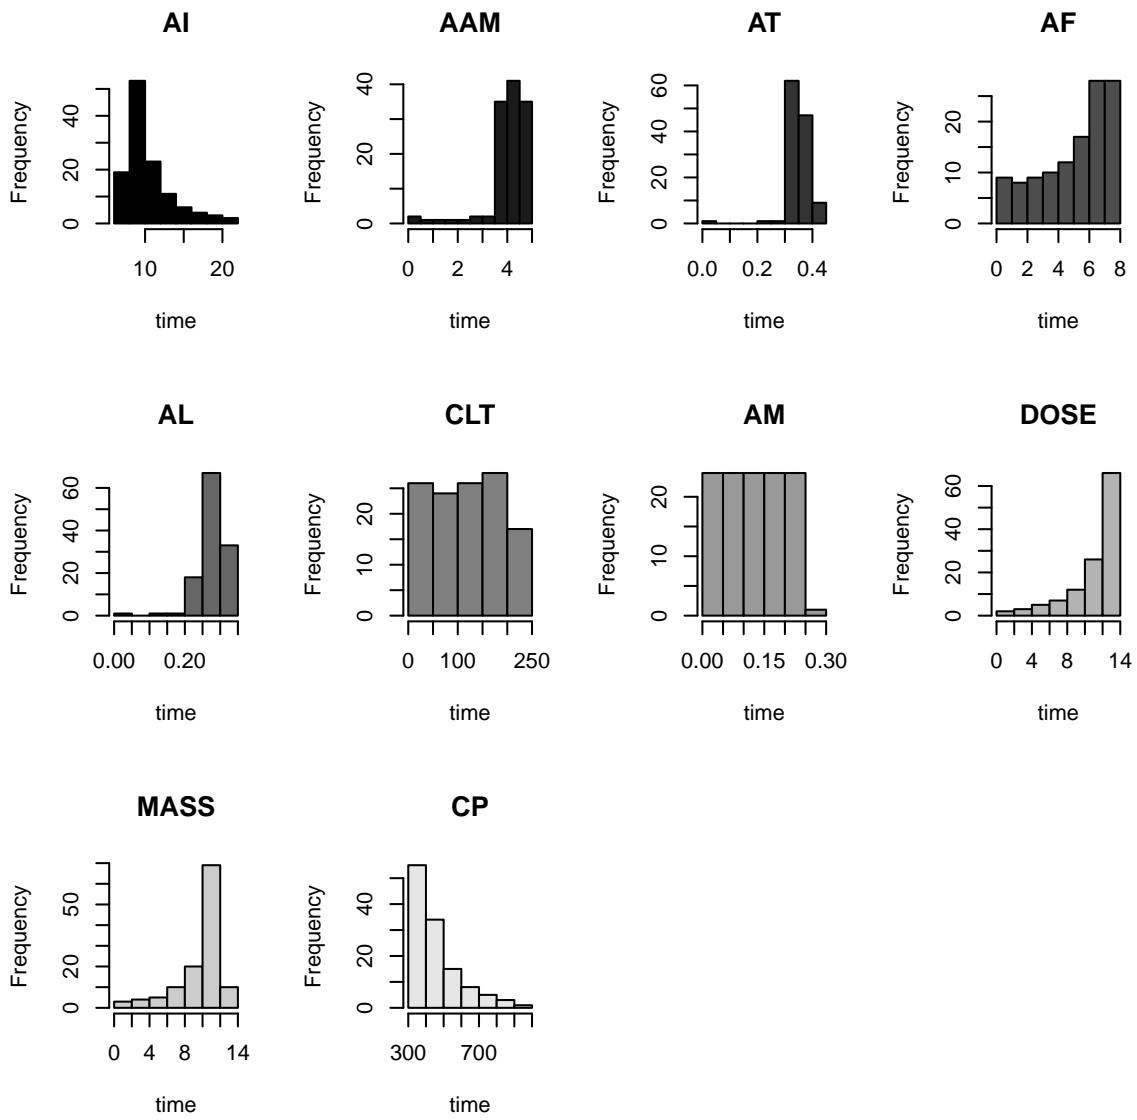 AI AAM AT AF
Frequency 0 20 40 Frequency 0 20 40 Frequency 0 20 40 60 Frequency 0 10 20
10 20 0 2 4 0.0 0.2 0.4 0 2 4 6 8
time time time time
AL CLT AM DOSE
Frequency 0 20 40 60 Frequency 0 10 20 Frequency 0 10 20 Frequency 0 20 40 60
0.00 0.20 0 100 250 0.00 0.15 0.30 0 4 8 14
time time time time
MASS CP
Frequency 0 20 50 Frequency 0 20 40
0 4 8 14 300 700
time time